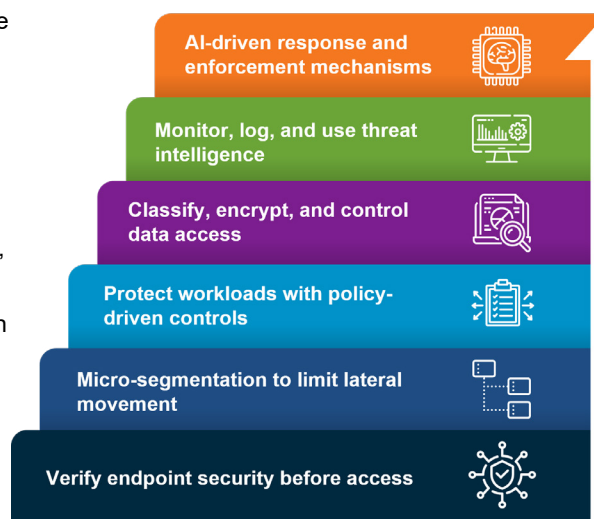 e
AI-driven response and
enforcement mechanisms
Monitor, log, and use threat
intelligence
Classify, encrypt, and control
data access
,
Protect workloads with policy-
driven controls
n
Micro-segmentation to limit lateral
movement
Verify endpoint security before access